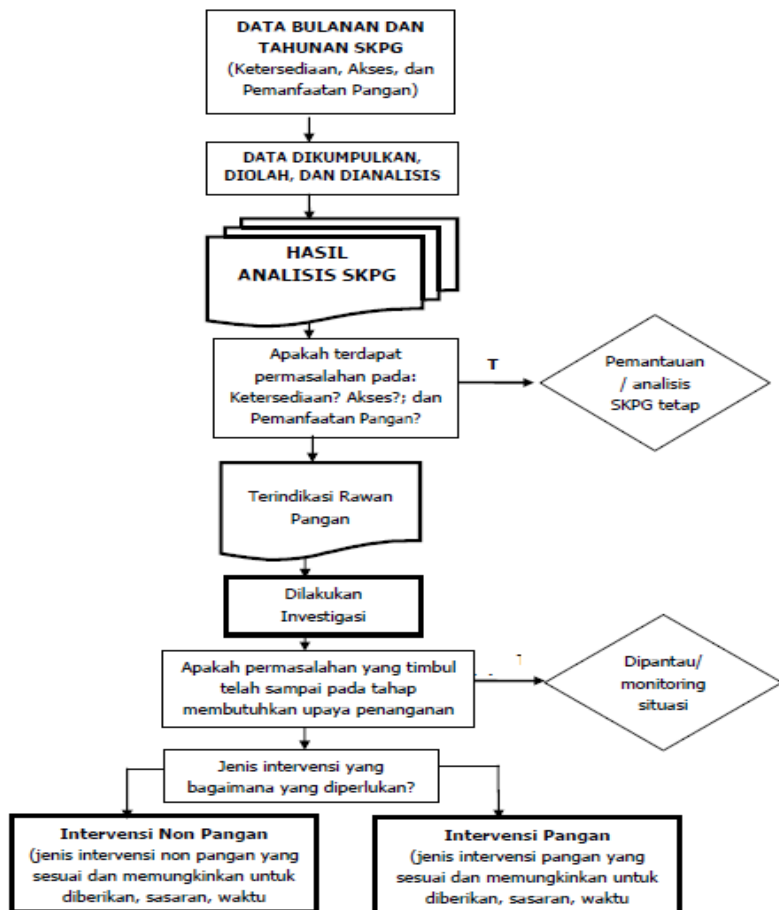 DATA BULANAN DAN
TAHUNAN SKPG
(Ketersediaan, Akses, dan
Pemanfaatan Pangan)
DATA DIKUMPULKAN,
DIOLAH, DAN DIANALISIS
HASIL
ANALISIS SKPG
Apakah terdapat
permasalahan pada:
Ketersediaan? Akses?; dan
Pemanfaatan Pangan?
T
Pemantauan
/ analisis
SKPG tetap
Terindikasi Rawan
Pangan
Dilakukan
Investigasi
Apakah permasalahan yang timbul
telah sampai pada tahap
membutuhkan upaya penanganan
Dipantau/
monitoring
situasi
Jenis intervensi yang
bagaimana yang diperlukan?
Intervensi Non Pangan
(jenis intervensi non pangan yang
sesuai dan memungkinkan untuk
diberikan, sasaran, waktu
Intervensi Pangan
(jenis intervensi pangan yang
sesuai dan memungkinkan untuk
diberikan, sasaran, waktu